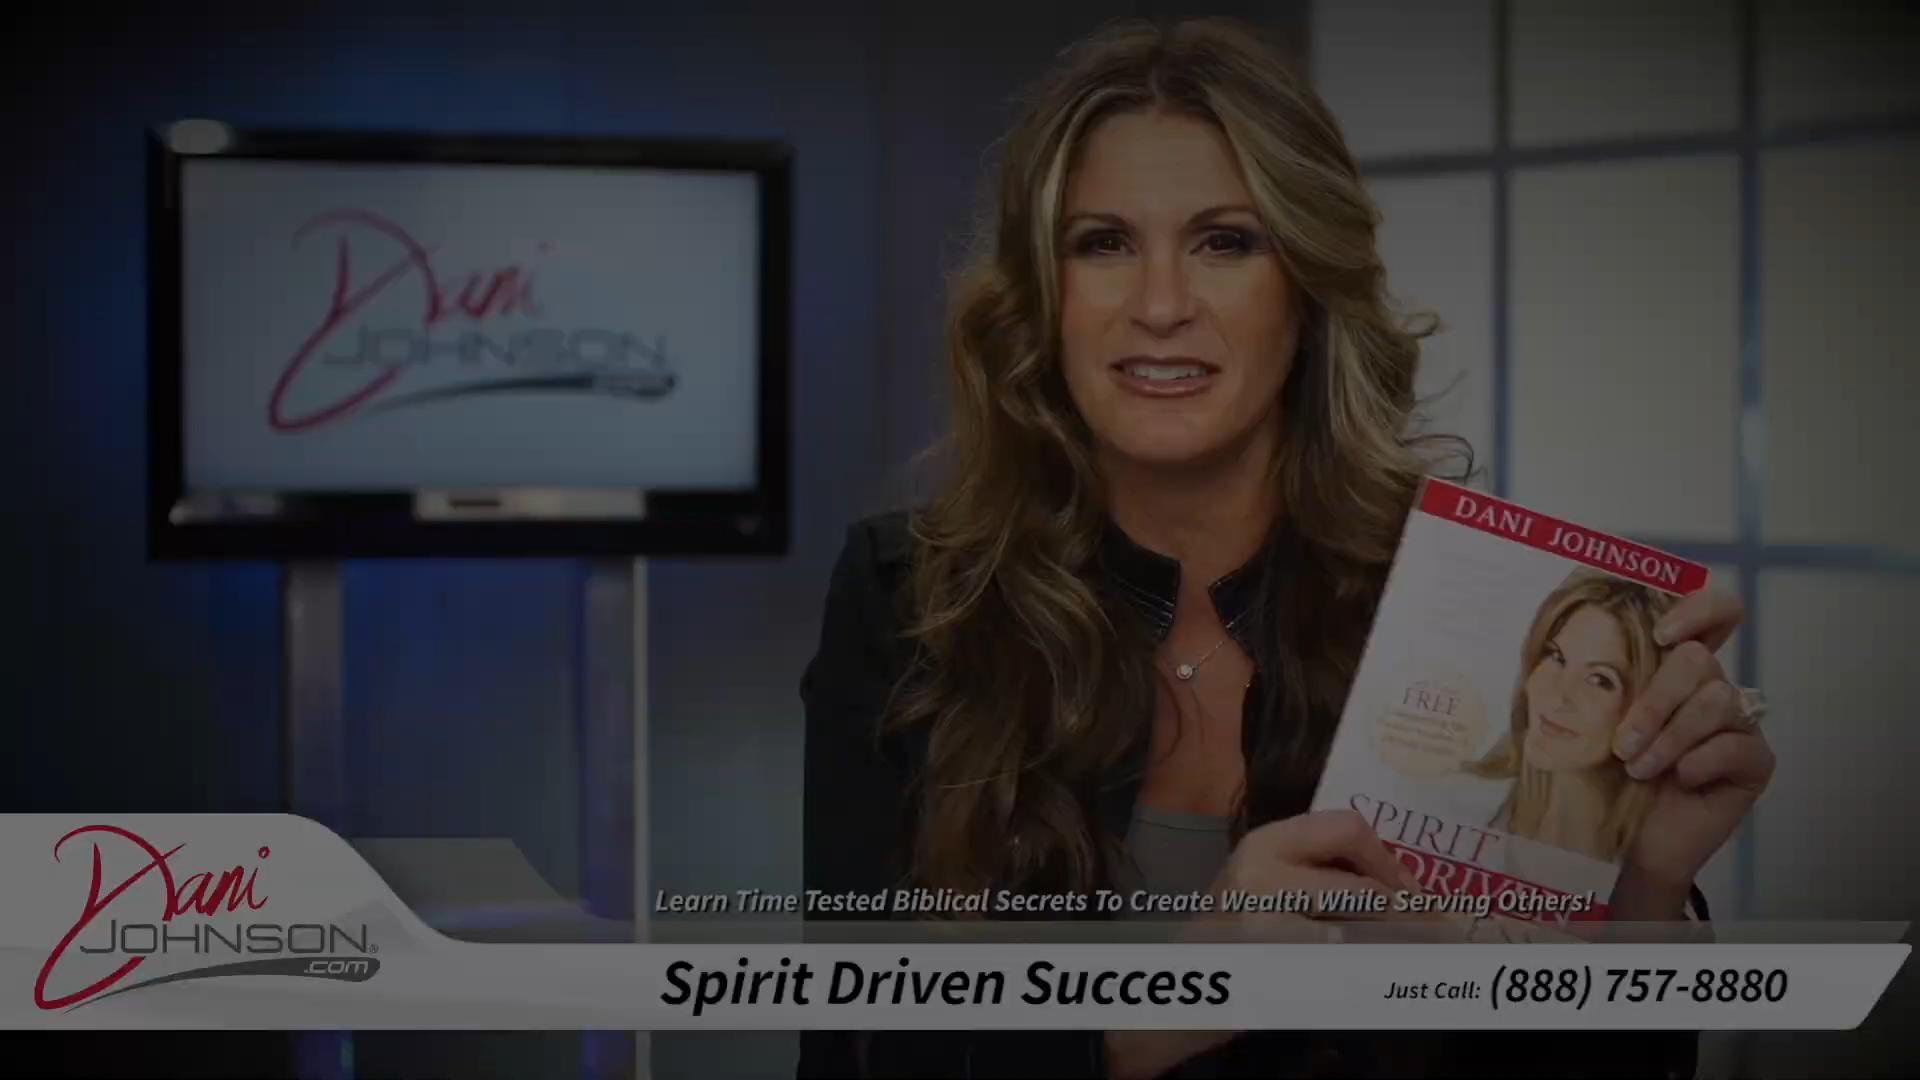 Dani
JOHNSON
DANI JOHNSON
FREE
SPIRIT
DRIVEN
Learn Time Tested Biblical Secrets To Create Wealth While Serving Others!
Dani
JOHNSON®
.com
Spirit Driven Success
Just Call: (888) 757-8880